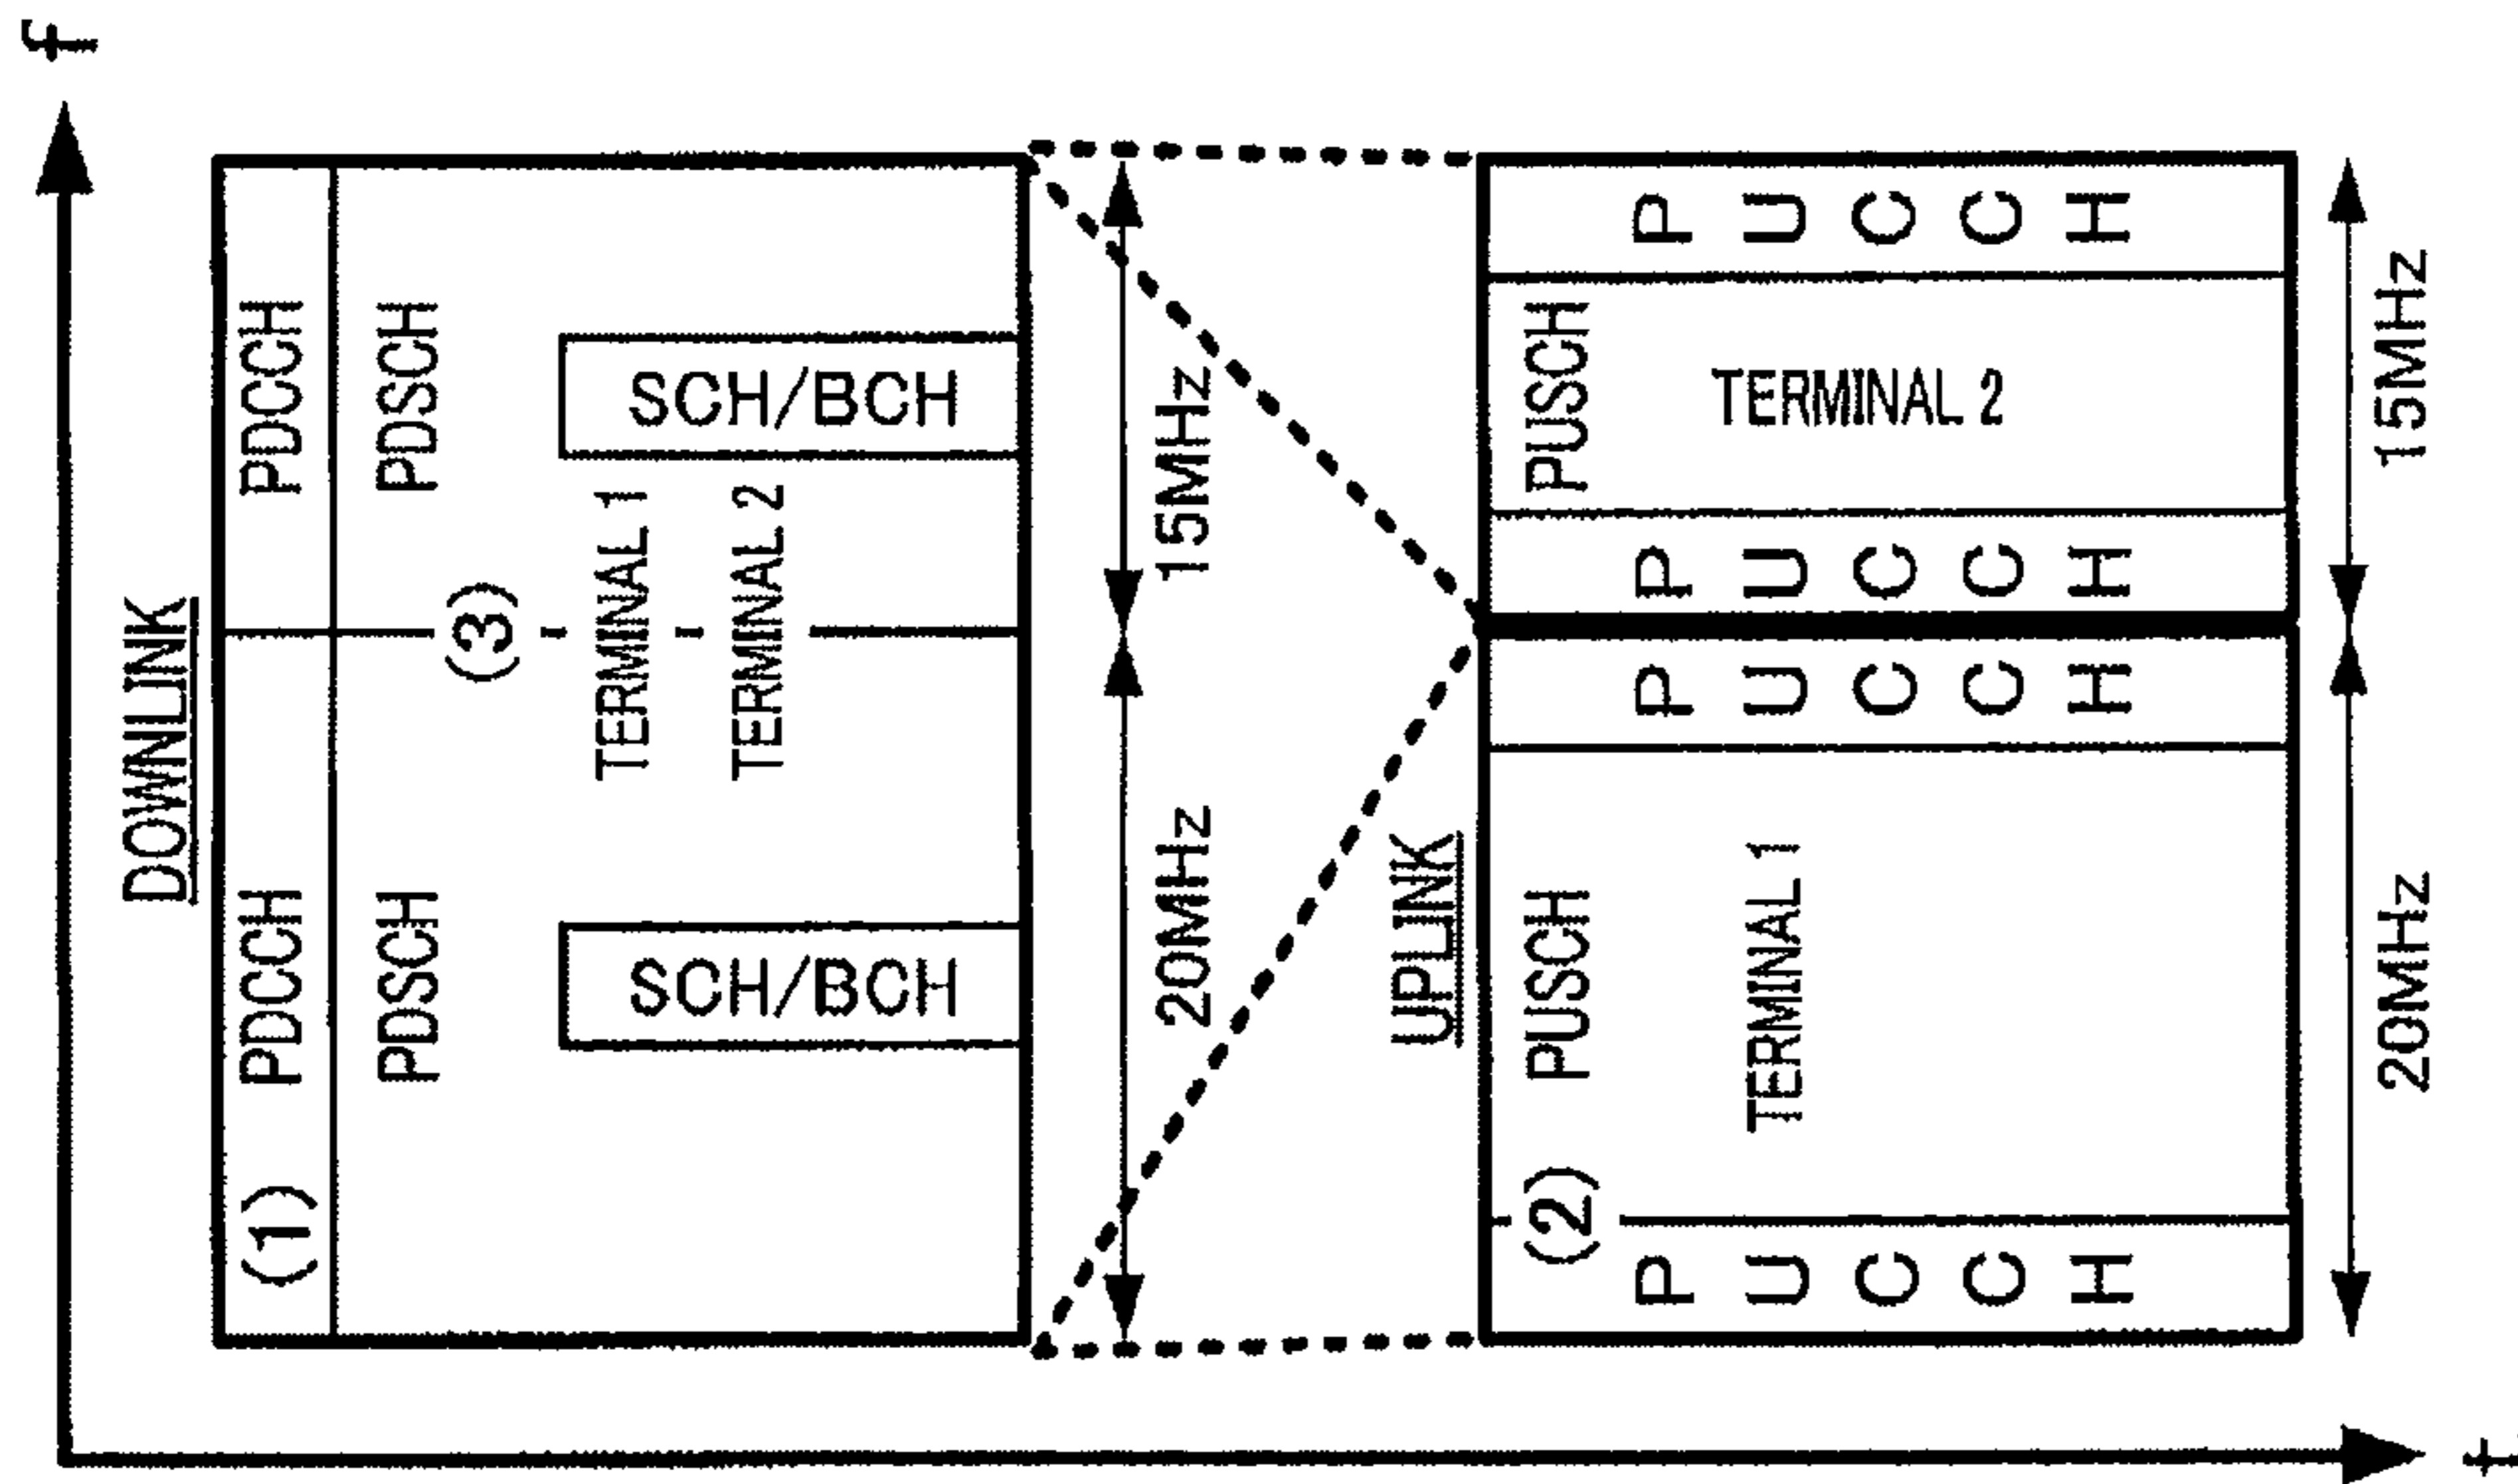 f
DOWNLINK
(1) PDCCH
PDCCH
PDSCH
PDSCH
(3)
TERMINAL 1
TERMINAL 2
SCH/BCH
SCH/BCH
20MHz
15MHz
UPLINK
(2) PUSCH
PUSCH
TERMINAL 1
TERMINAL 2
PUCCH
PUCCH
PUCCH
PUCCH
20MHz
15MHz
t